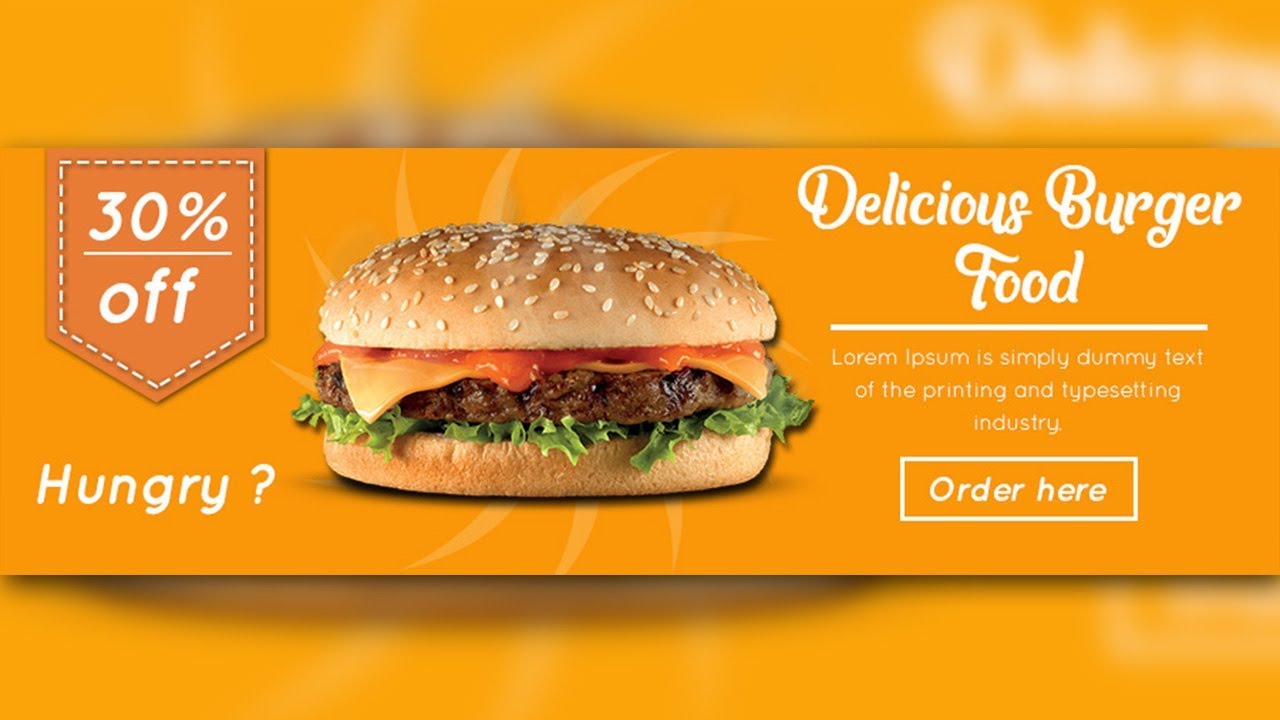 30%
off
Hungry ?
Delicious Burger
Food
Lorem Ipsum is simply dummy text
of the printing and typesetting
industry.
Order here